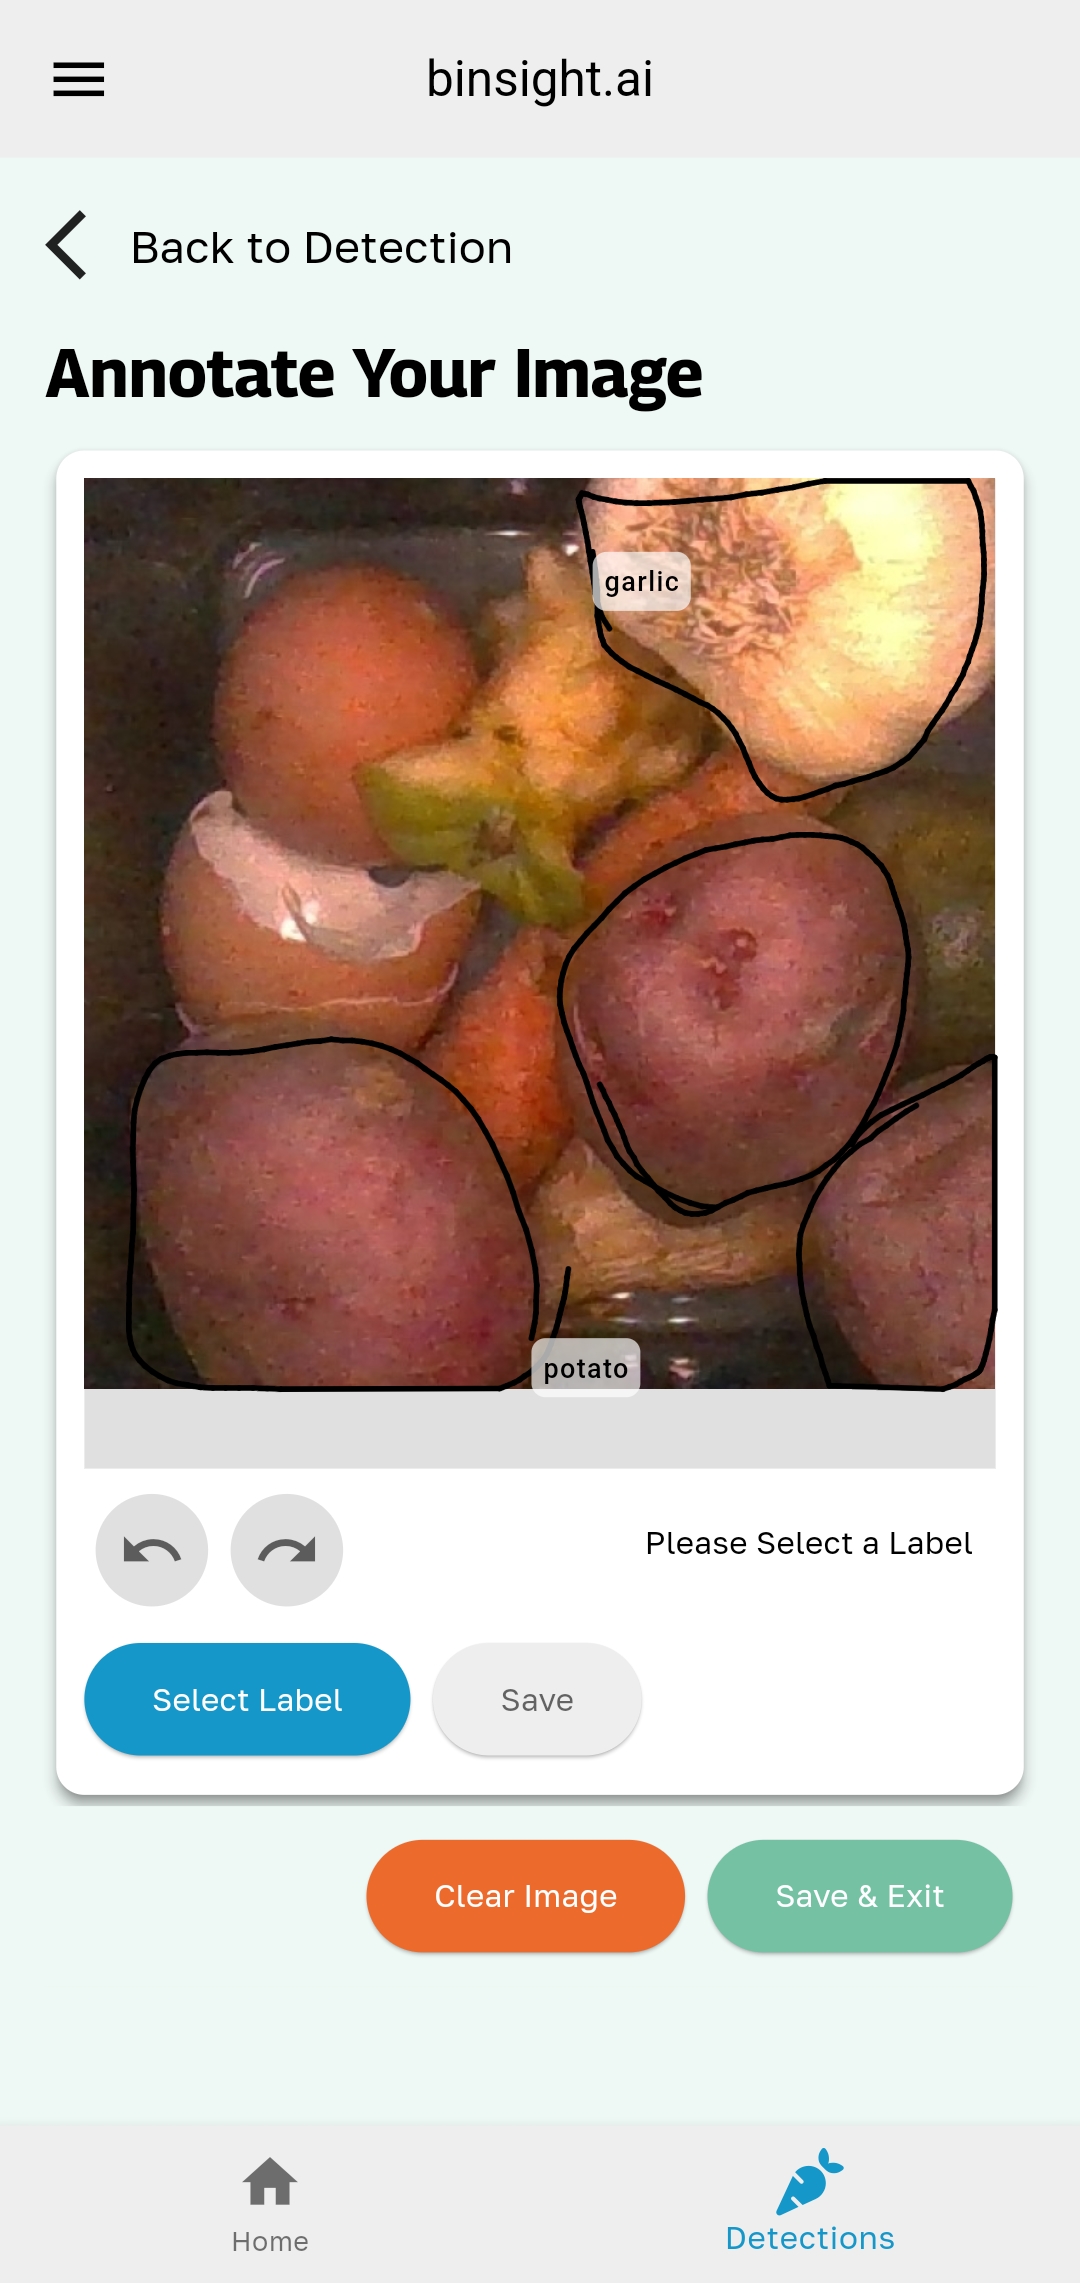 binsight.ai
Back to Detection
Annotate Your Image
garlic
potato
Please Select a Label
Select Label
Save
Clear Image
Save & Exit
Home
Detections